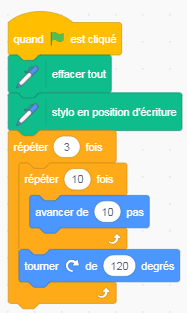 quand est cliqué
effacer tout
stylo en position d'écriture
répéter 3 fois
répéter 10 fois
avancer de 10 pas
tourner de 120 degrés